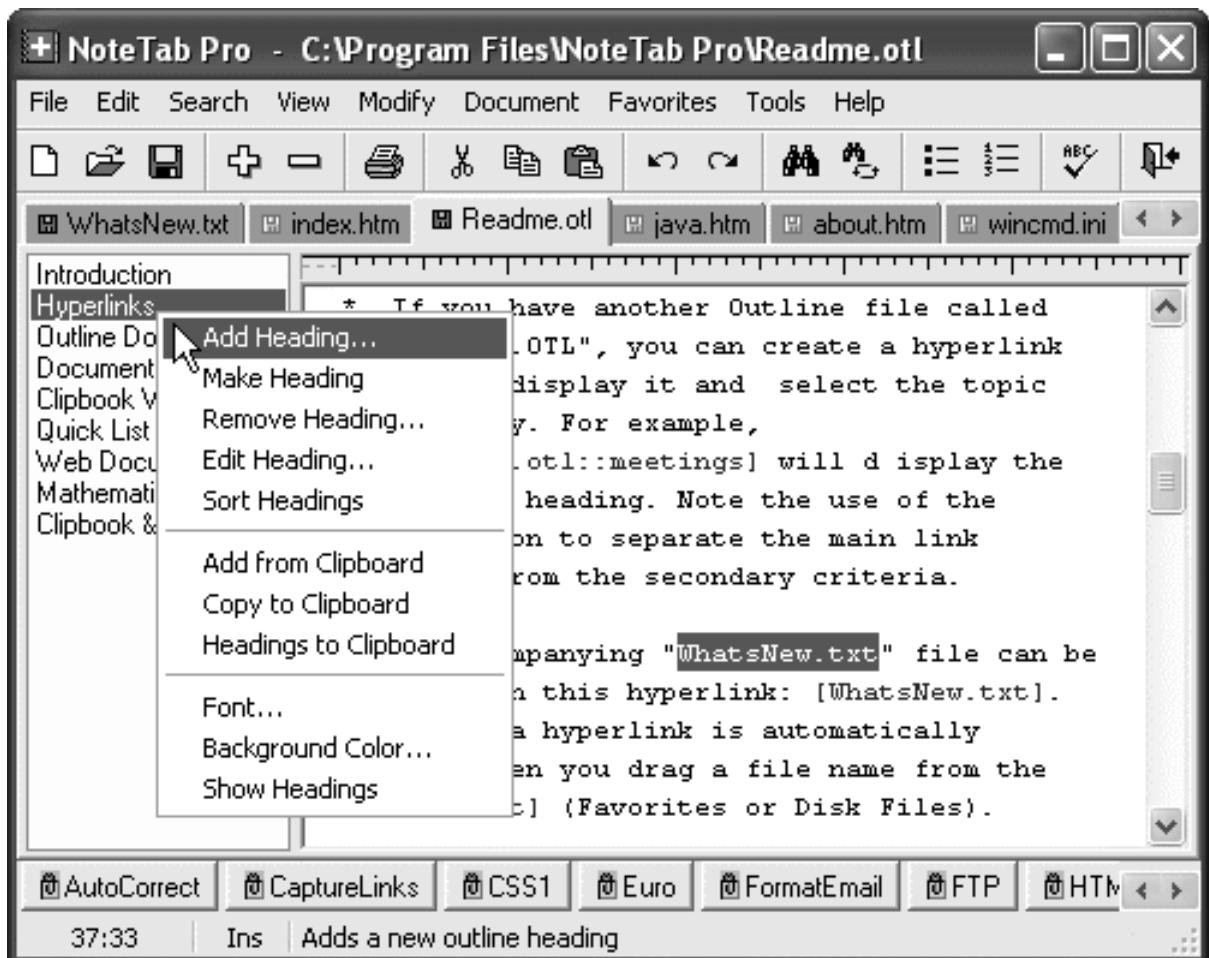 NoteTab Pro - C:\Program Files\NoteTab Pro\Readme.otl
File Edit Search View Modify Document Favorites Tools Help
ABC
WhatsNew.txt index.htm Readme.otl java.htm about.htm wincmd.ini
Introduction
Hyperlinks
Outline Do
Document
Clipbook V
Quick List
Web Docu
Mathemati
Clipbook &
Add Heading...
Make Heading
Remove Heading...
Edit Heading...
Sort Headings
Add from Clipboard
Copy to Clipboard
Headings to Clipboard
Font...
Background Color...
Show Headings
* If you have another Outline file called
.OTL", you can create a hyperlink
display it and select the topic
y. For example,
.otl::meetings] will d isplay the
heading. Note the use of the
on to separate the main link
rom the secondary criteria.
mpanying "WhatsNew.txt" file can be
n this hyperlink: [WhatsNew.txt].
a hyperlink is automatically
en you drag a file name from the
t] (Favorites or Disk Files).
AutoCorrect CaptureLinks CSS1 Euro FormatEmail FTP HTM
37:33 Ins Adds a new outline heading